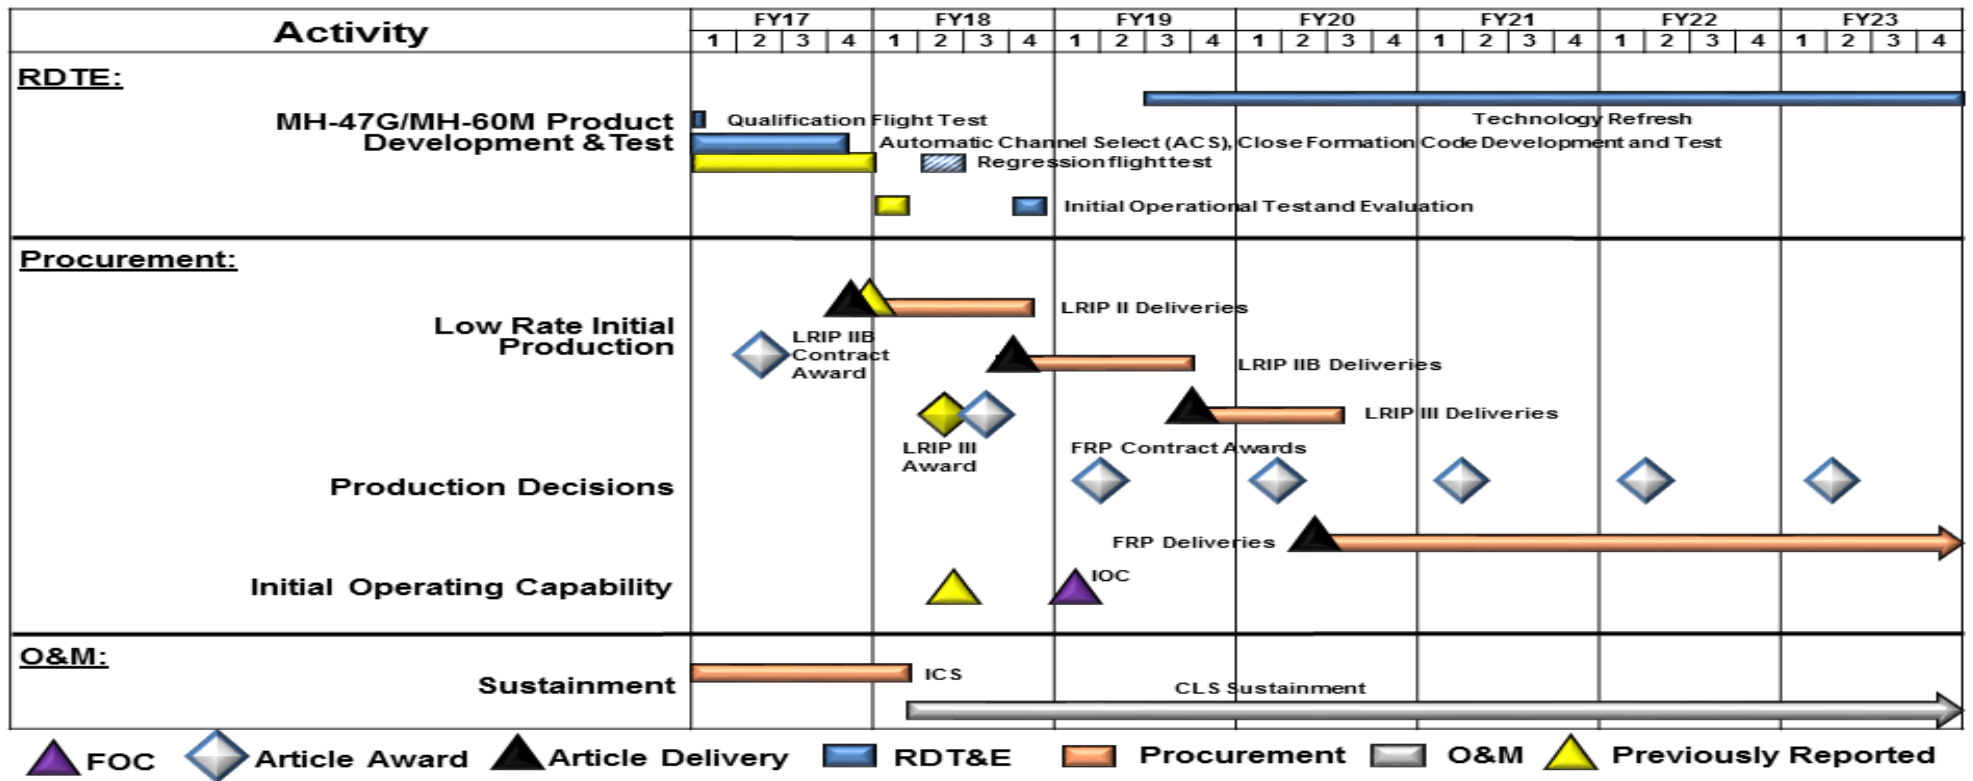 Activity
FY17 FY18 FY19 FY20 FY21 FY22 FY23
1 2 3 4 1 2 3 4 1 2 3 4 1 2 3 4 1 2 3 4 1 2 3 4 1 2 3 4
RDTE:
MH-47G/MH-60M Product
Development & Test
Qualification Flight Test
Technology Refresh
Automatic Channel Select (ACS), Close Formation Code Development and Test
Regression flight test
Initial Operational Test and Evaluation
Procurement:
Low Rate Initial
Production
LRIP II Deliveries
LRIP IIB
Contract
Award
LRIP IIB Deliveries
LRIP III Deliveries
LRIP III
Award
FRP Contract Awards
Production Decisions
FRP Deliveries
Initial Operating Capability
IOC
O&M:
Sustainment
ICS
CLS Sustainment
FOC Article Award Article Delivery RDT&E Procurement O&M Previously Reported